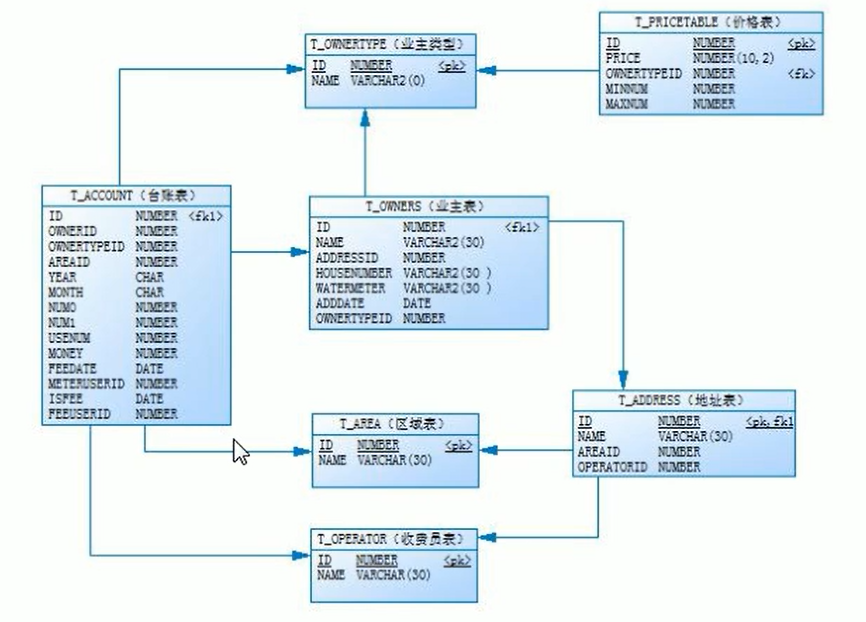 T_PRICETABLE（价格表）
ID NUMBER <pk>
PRICE NUMBER(10,2)
OWNERTYPEID NUMBER <fk>
MINNUM NUMBER
MAXNUM NUMBER
T_OWNERTYPE（业主类型）
ID NUMBER <pk>
NAME VARCHAR2(0)
T_ACCOUNT（台账表）
ID NUMBER <fk1>
OWNERID NUMBER
OWNERTYPEID NUMBER
AREAID NUMBER
YEAR CHAR
MONTH CHAR
NUM0 NUMBER
NUM1 NUMBER
USENUM NUMBER
MONEY NUMBER
FEEDATE DATE
METERUSERID NUMBER
ISFEE DATE
FEEUSERID NUMBER
T_OWNERS（业主表）
ID NUMBER <fk1>
NAME VARCHAR2(30)
ADDRESSID NUMBER
HOUSENUMBER VARCHAR2(30 )
WATERMETER VARCHAR2(30 )
ADDDATE DATE
OWNERTYPEID NUMBER
T_ADDRESS（地址表）
ID NUMBER <pk,fk1
NAME VARCHAR(30)
AREAID NUMBER
OPERATORID NUMBER
T_AREA（区域表）
ID NUMBER <pk>
NAME VARCHAR(30)
T_OPERATOR（收费员表）
ID NUMBER <pk>
NAME VARCHAR(30)